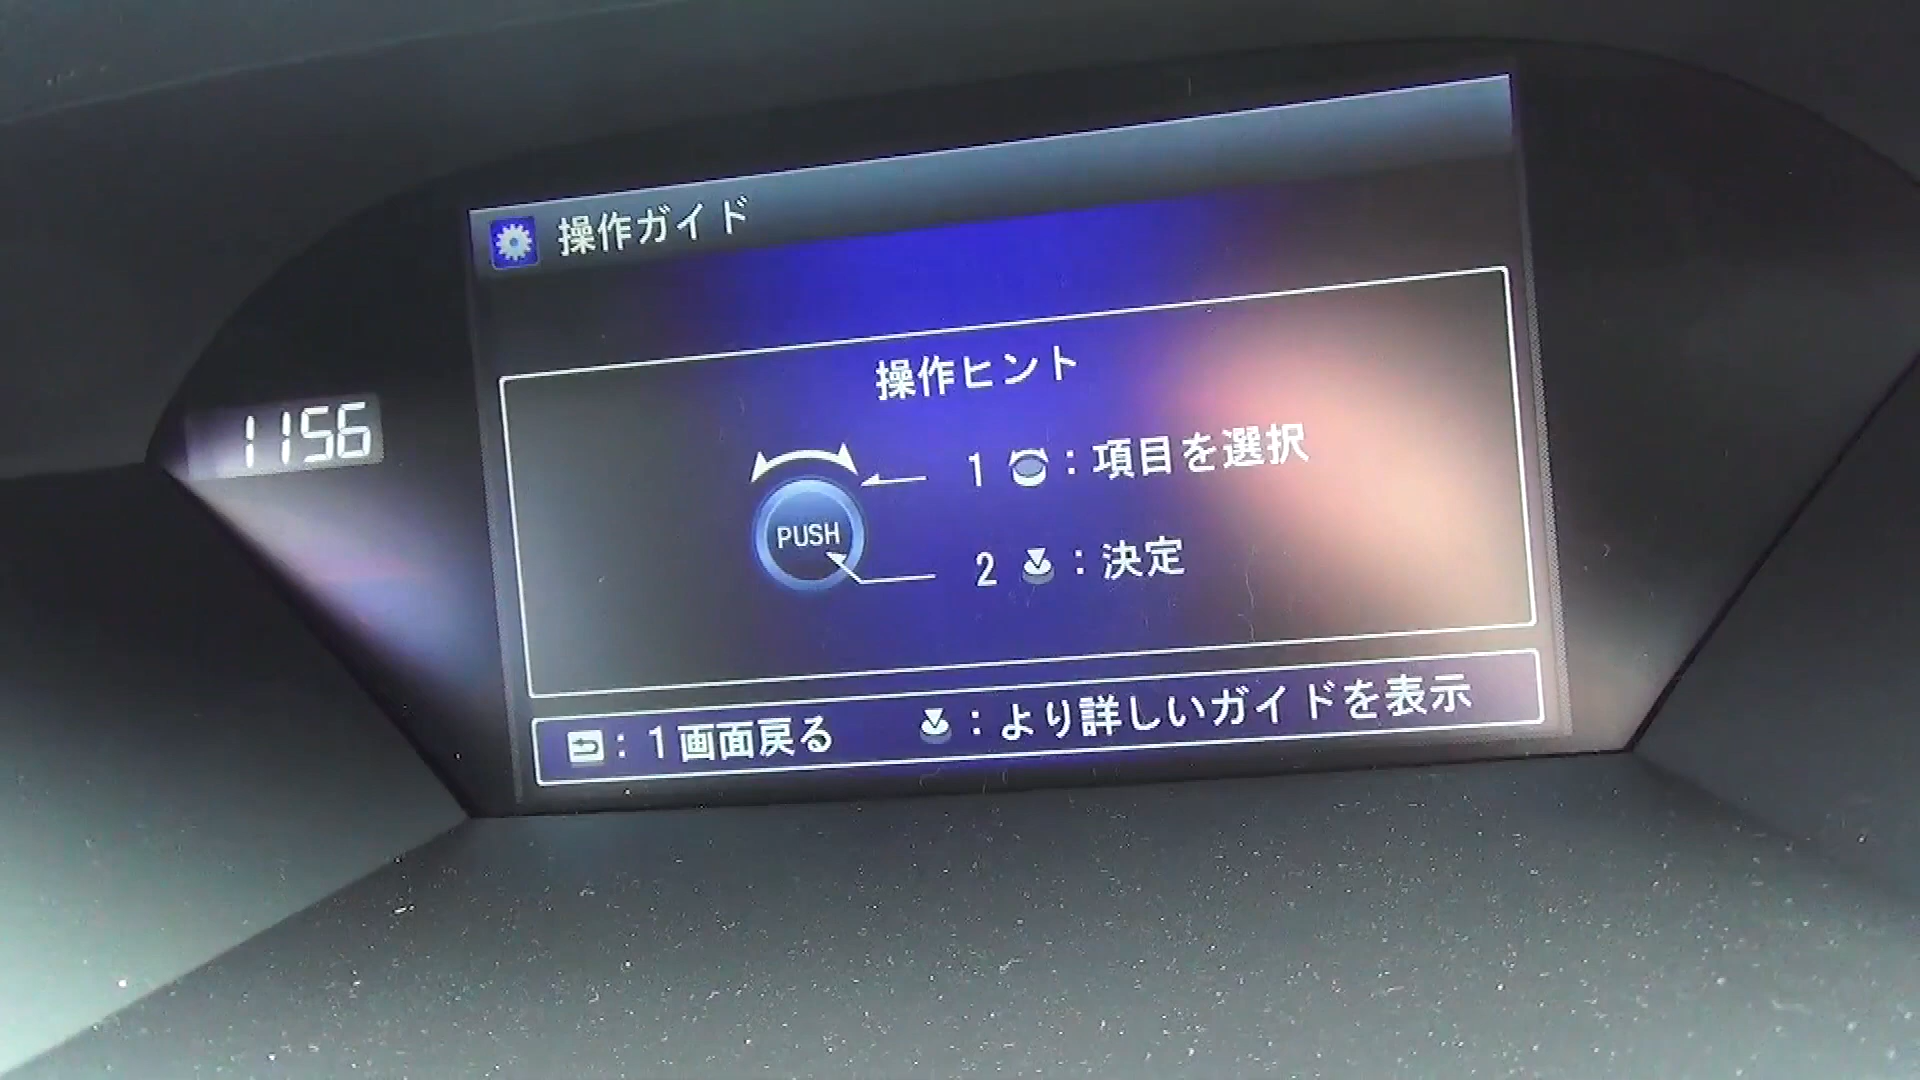 操作ガイド
1156
操作ヒント
1 : 項目を選択
PUSH
2 : 決定
: 1画面戻る : より詳しいガイドを表示